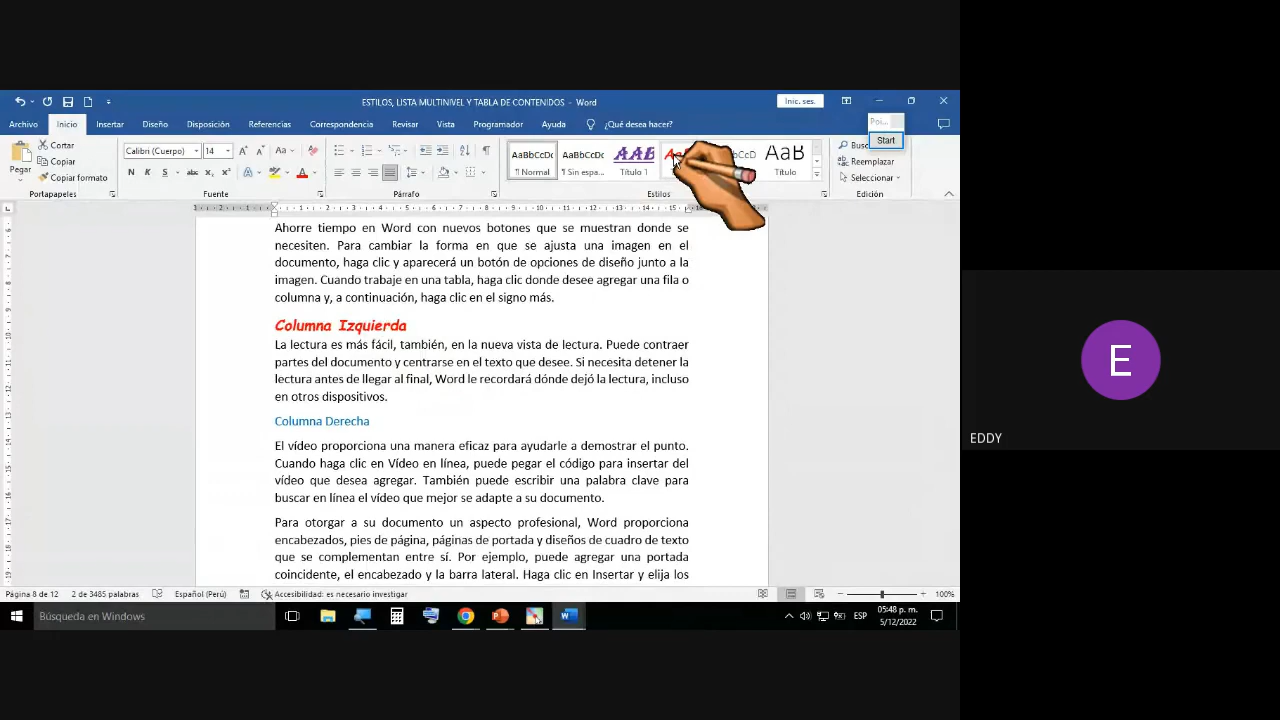 ESTILOS, LISTA MULTINIVEL Y TABLA DE CONTENIDOS - Word
Inic. ses.
Archivo Inicio Insertar Diseño Disposición Referencias Correspondencia Revisar Vista Programador Ayuda ¿Qué desea hacer?
Start
Pegar
Cortar
Copiar
Copiar formato
Portapapeles
Calibri (Cuerpo) 14
Fuente
Párrafo
AaBbCcDc AaBbCcDc AAB AaB
¶ Normal ¶ Sin espa... Título 1 Título
Estilos
Reemplazar
Seleccionar
Edición
Ahorre tiempo en Word con nuevos botones que se muestran donde se
necesiten. Para cambiar la forma en que se ajusta una imagen en el
documento, haga clic y aparecerá un botón de opciones de diseño junto a la
imagen. Cuando trabaje en una tabla, haga clic donde desee agregar una fila o
columna y, a continuación, haga clic en el signo más.
Columna Izquierda
La lectura es más fácil, también, en la nueva vista de lectura. Puede contraer
partes del documento y centrarse en el texto que desee. Si necesita detener la
lectura antes de llegar al final, Word le recordará dónde dejó la lectura, incluso
en otros dispositivos.
Columna Derecha
El vídeo proporciona una manera eficaz para ayudarle a demostrar el punto.
Cuando haga clic en Vídeo en línea, puede pegar el código para insertar del
vídeo que desea agregar. También puede escribir una palabra clave para
buscar en línea el vídeo que mejor se adapte a su documento.
Para otorgar a su documento un aspecto profesional, Word proporciona
encabezados, pies de página, páginas de portada y diseños de cuadro de texto
que se complementan entre sí. Por ejemplo, puede agregar una portada
coincidente, el encabezado y la barra lateral. Haga clic en Insertar y elija los
Página 8 de 12 2 de 3485 palabras Español (Perú) Accesibilidad: es necesario investigar 100%
Búsqueda en Windows
ESP
05:48 p. m.
5/12/2022
E
EDDY